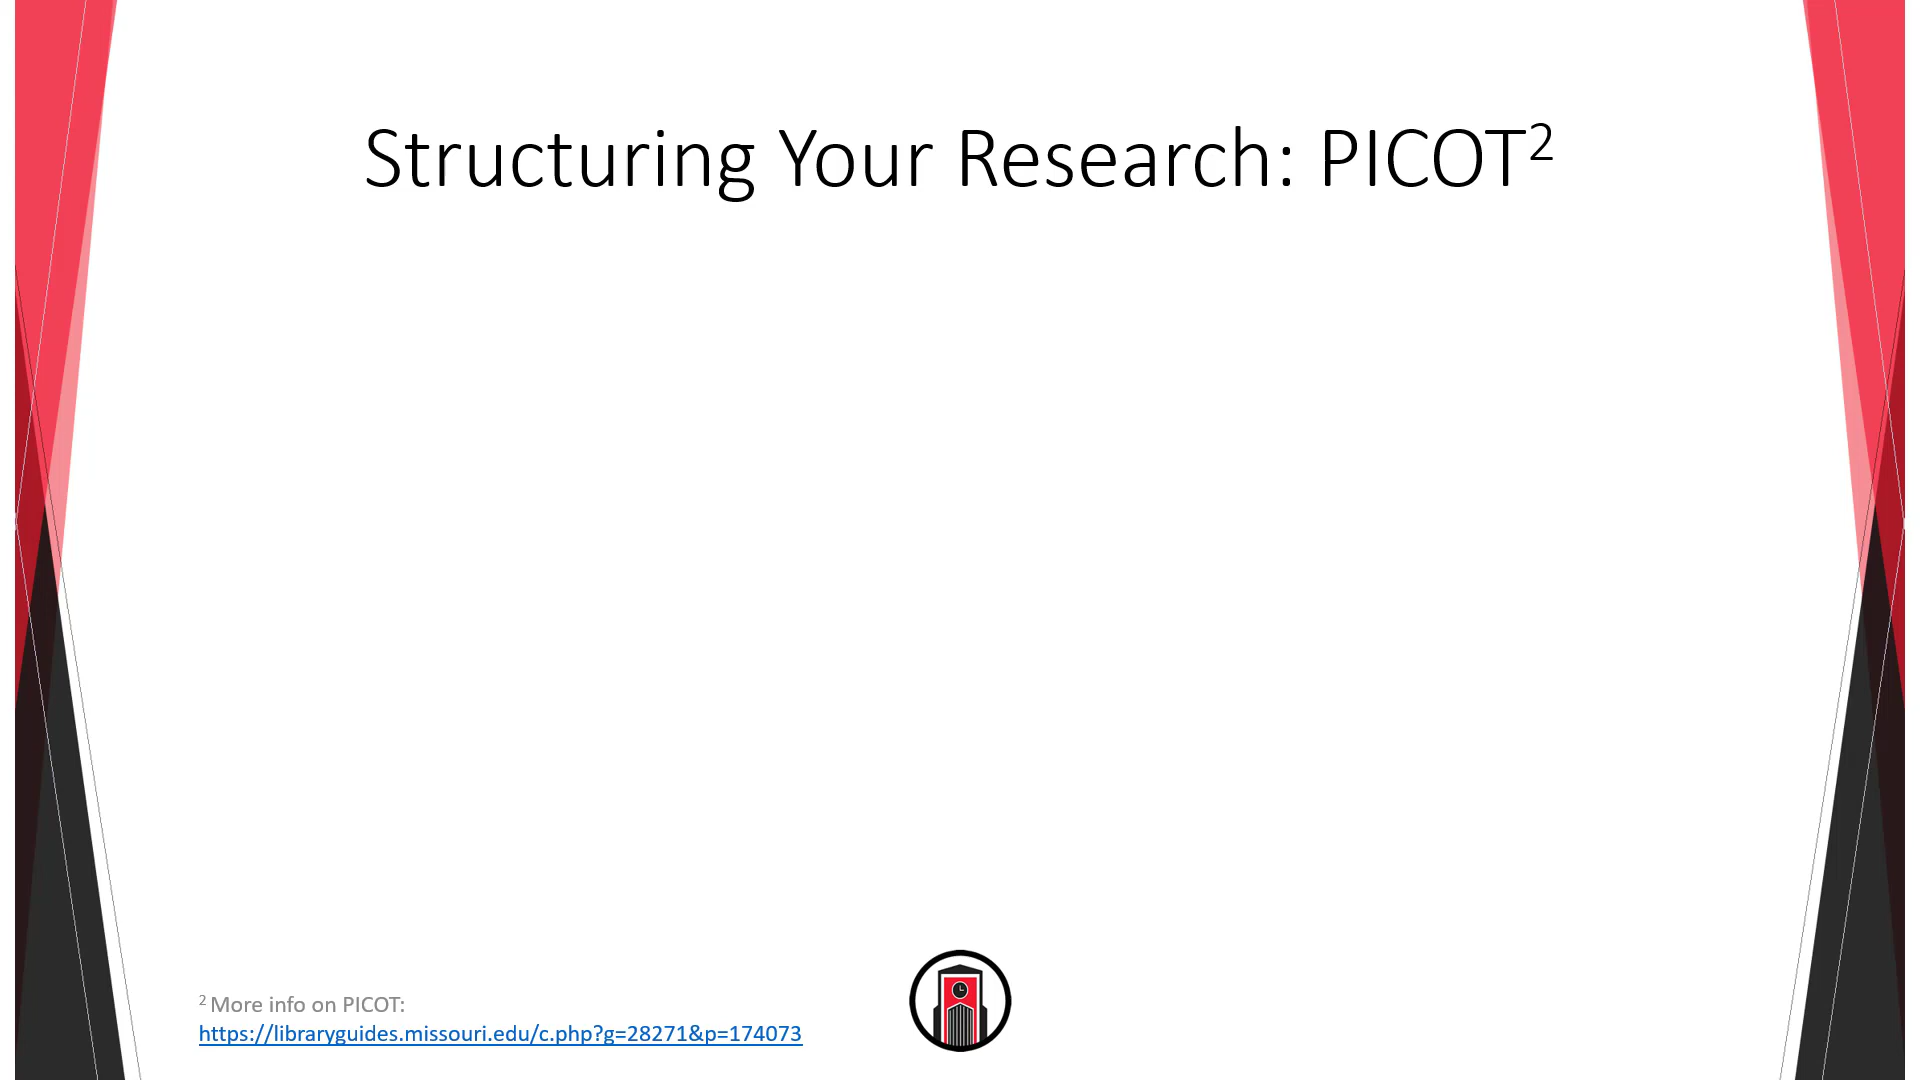 Structuring Your Research: PICOT²
² More info on PICOT:
https://libraryguides.missouri.edu/c.php?g=28271&p=174073